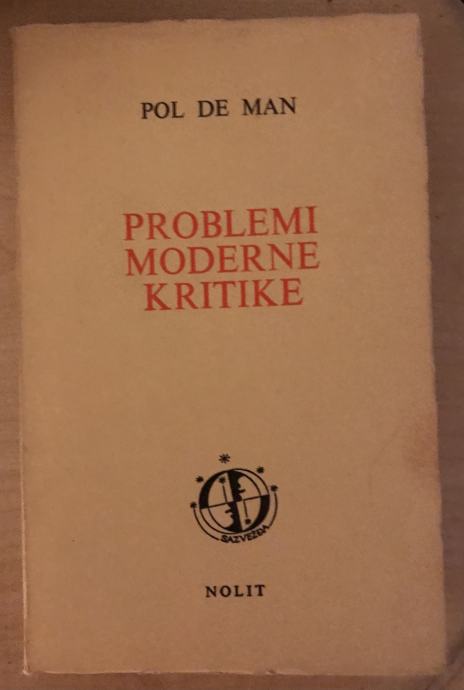 POL DE MAN
PROBLEMI
MODERNE
KRITIKE
SAZVEŽĐA
NOLIT